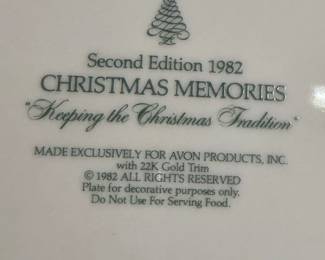 Second Edition 1982
CHRISTMAS MEMORIES
"Keeping the Christmas Tradition"
MADE EXCLUSIVELY FOR AVON PRODUCTS, INC.
with 22K Gold Trim
© 1982 ALL RIGHTS RESERVED
Plate for decorative purposes only.
Do Not Use For Serving Food.